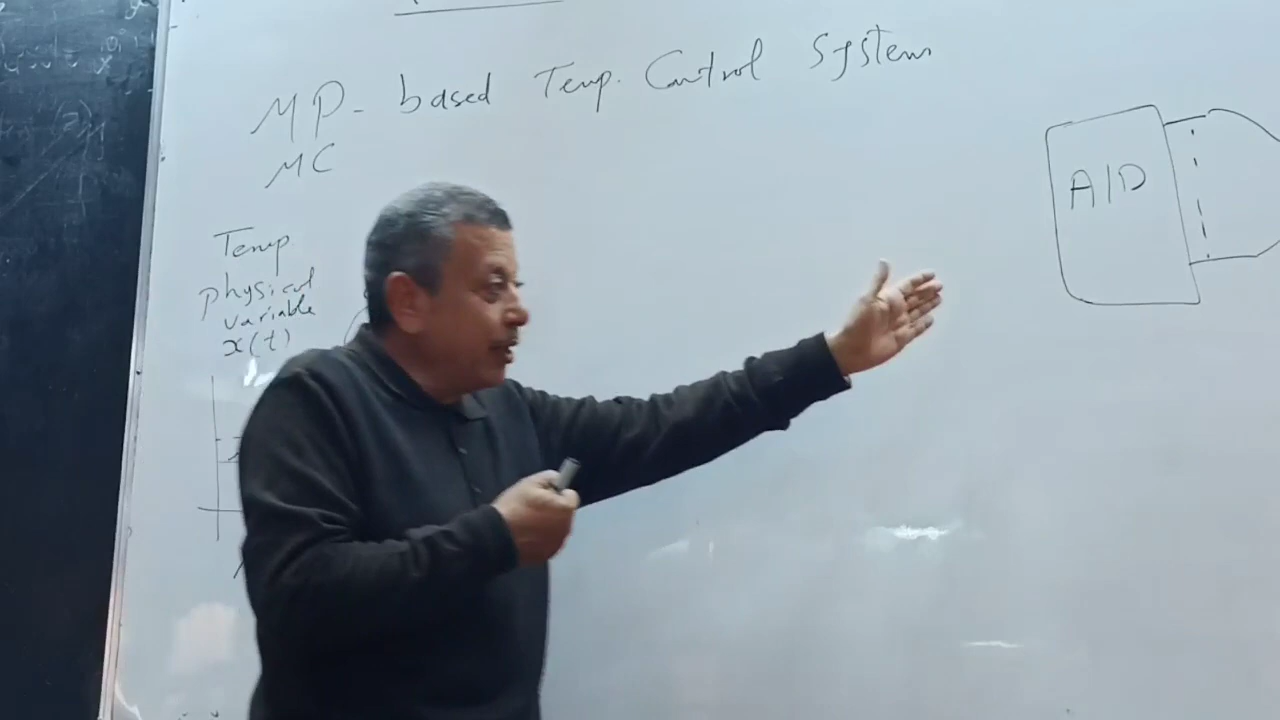 MP- based Temp. Control System
MC
Temp
physical
variable
x(t)
A/D